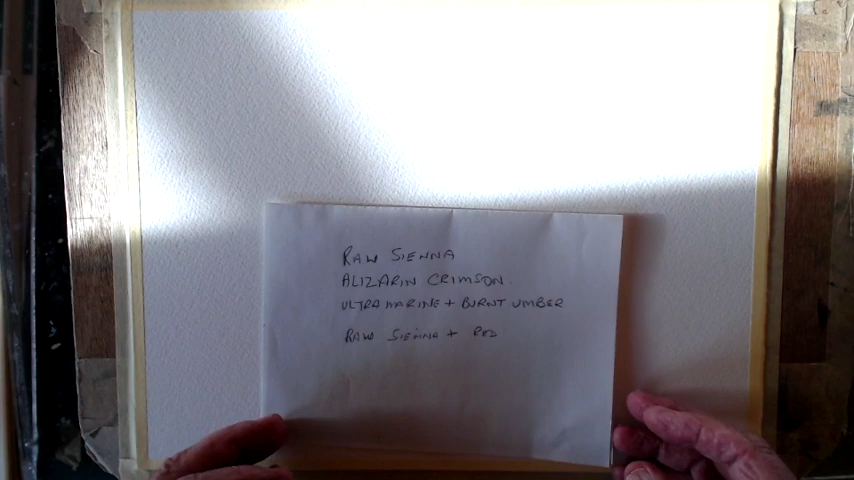 RAW SIENNA
ALIZARIN CRIMSON.
ULTRAMARINE + BURNT UMBER
RAW SIENNA + RED